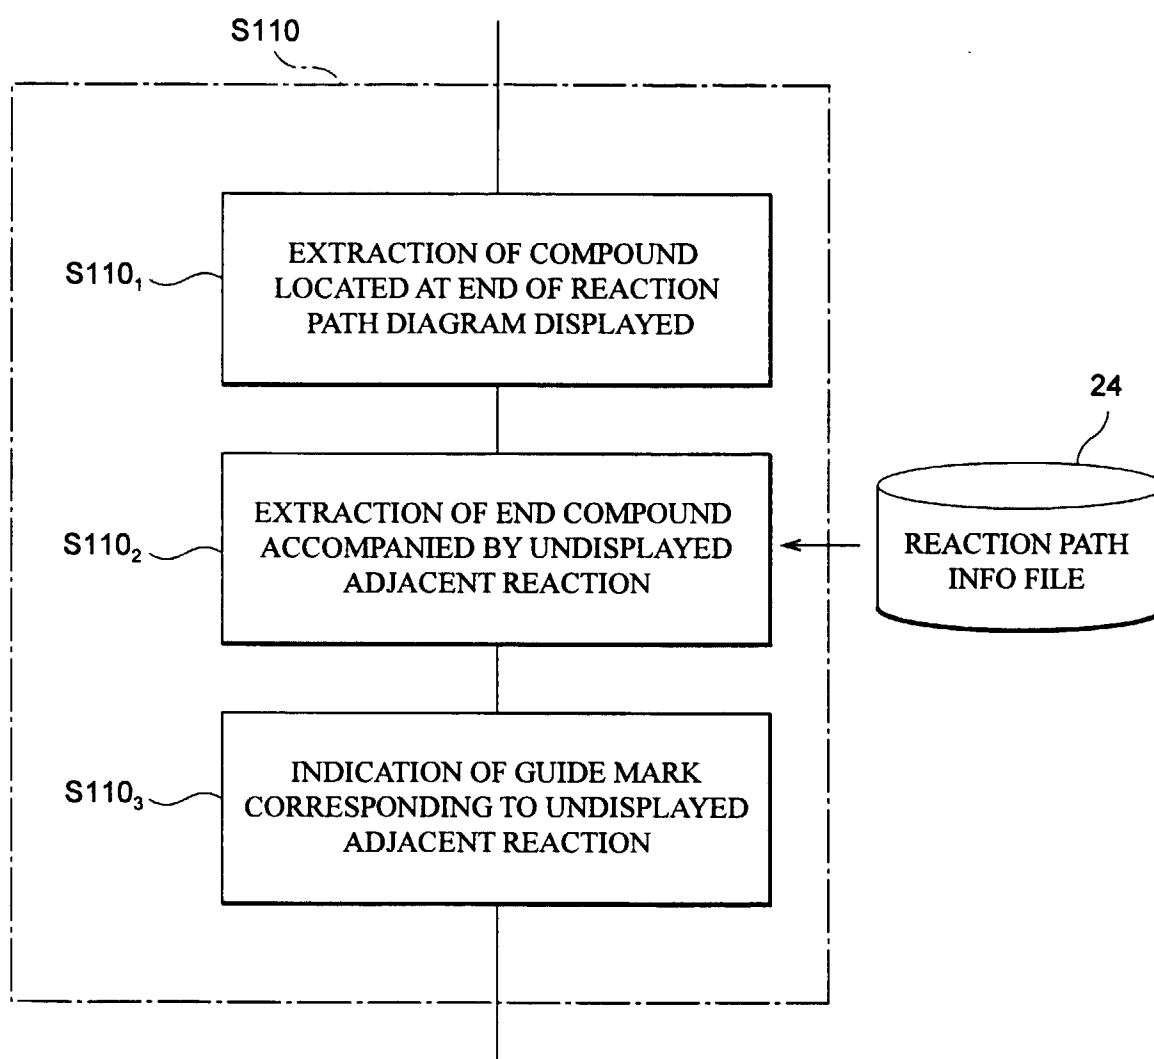 S110
S110₁
EXTRACTION OF COMPOUND
LOCATED AT END OF REACTION
PATH DIAGRAM DISPLAYED
24
S110₂
EXTRACTION OF END COMPOUND
ACCOMPANIED BY UNDISPLAYED
ADJACENT REACTION
REACTION PATH
INFO FILE
S110₃
INDICATION OF GUIDE MARK
CORRESPONDING TO UNDISPLAYED
ADJACENT REACTION